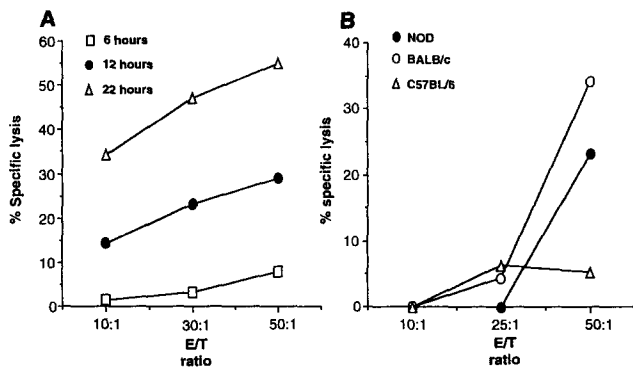 A
60
50
40
30
20
10
0
% Specific lysis
6 hours
12 hours
22 hours
10:1
30:1
50:1
E/T
ratio
B
40
30
20
10
0
% specific lysis
NOD
BALB/c
C57BL/6
10:1
25:1
50:1
E/T
ratio